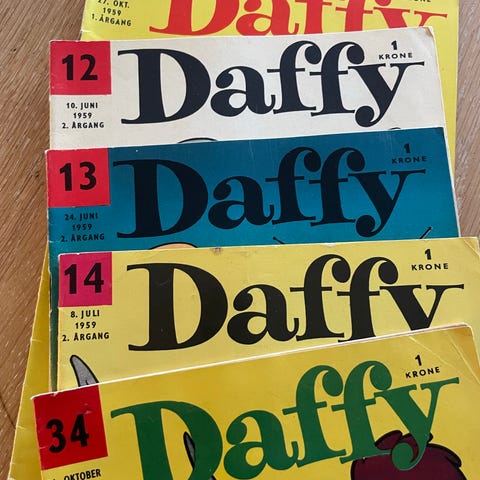 27. OKT.
1959
1. ÅRGANG
Daffy
12
10. JUNI
1959
2. ÅRGANG
Daffy
1
KRONE
13
24. JUNI
1959
2. ÅRGANG
Daffy
1
KRONE
14
8. JULI
1959
2. ÅRGANG
Daffy
1
KRONE
34
OKTOBER
Daffy
1
KRONE